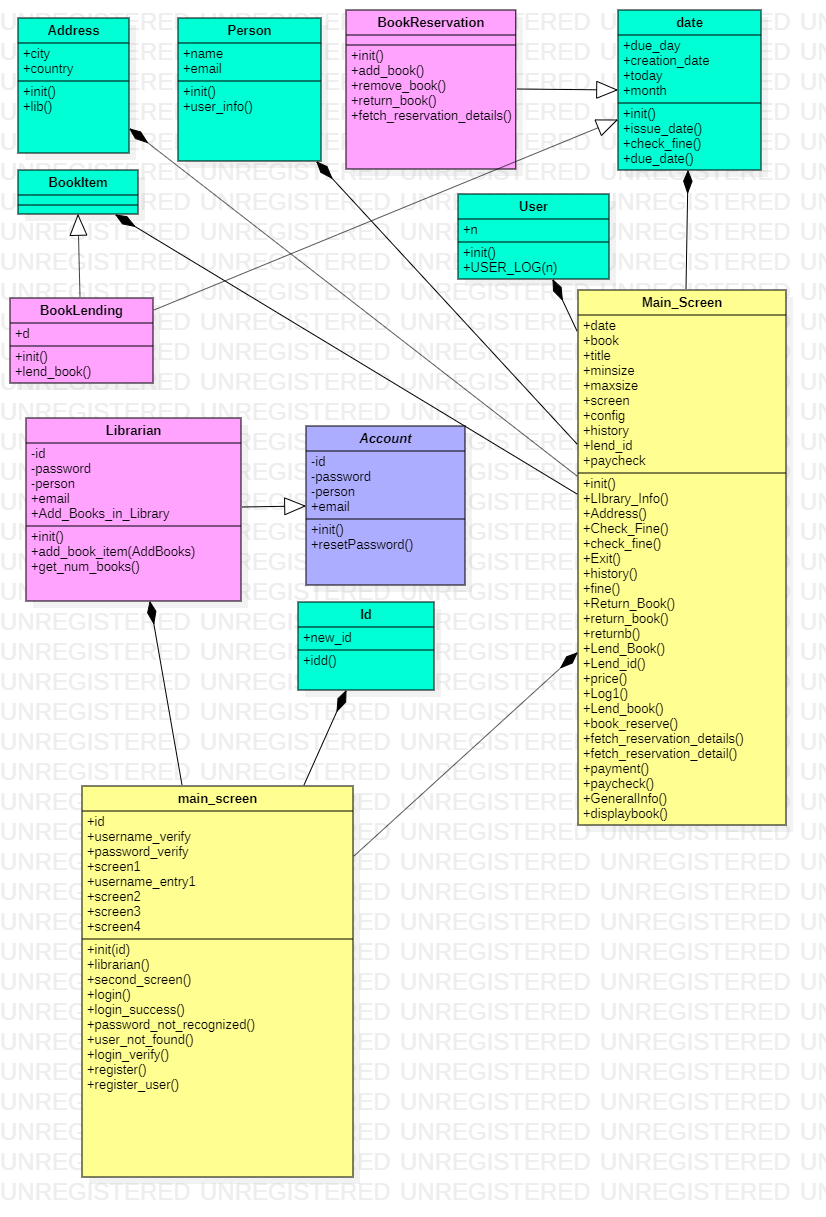 Address
+city
+country
+init()
+lib()
Person
+name
+email
+init()
+user_info()
BookReservation
+init()
+add_book()
+remove_book()
+return_book()
+fetch_reservation_details()
date
+due_day
+creation_date
+today
+month
+init()
+issue_date()
+check_fine()
+due_date()
BookItem
User
+n
+init()
+USER_LOG(n)
BookLending
+d
+init()
+lend_book()
Main_Screen
+date
+book
+title
+minsize
+maxsize
+screen
+config
+history
+lend_id
+paycheck
+init()
+LIbrary_Info()
+Address()
+Check_Fine()
+check_fine()
+Exit()
+history()
+fine()
+Return_Book()
+return_book()
+returnb()
+Lend_Book()
+Lend_id()
+price()
+Log1()
+Lend_book()
+book_reserve()
+fetch_reservation_details()
+fetch_reservation_detail()
+payment()
+paycheck()
+GeneralInfo()
+displaybook()
Librarian
-id
-password
-person
+email
+Add_Books_in_Library
+init()
+add_book_item(AddBooks)
+get_num_books()
Account
-id
-password
-person
+email
+init()
+resetPassword()
Id
+new_id
+idd()
main_screen
+id
+username_verify
+password_verify
+screen1
+username_entry1
+screen2
+screen3
+screen4
+init(id)
+librarian()
+second_screen()
+login()
+login_success()
+password_not_recognized()
+user_not_found()
+login_verify()
+register()
+register_user()
UNREGISTERED